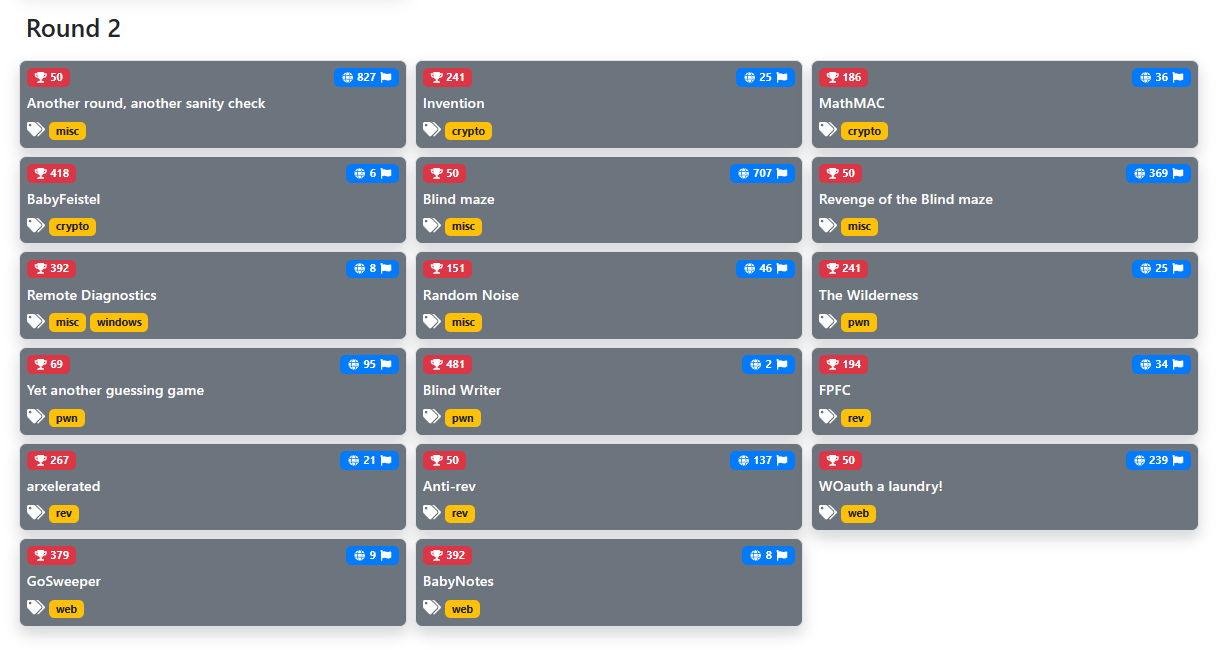 Round 2
50 827
Another round, another sanity check
misc
241 25
Invention
crypto
186 36
MathMAC
crypto
418 6
BabyFeistel
crypto
50 707
Blind maze
misc
50 369
Revenge of the Blind maze
misc
392 8
Remote Diagnostics
misc windows
151 46
Random Noise
misc
241 25
The Wilderness
pwn
69 95
Yet another guessing game
pwn
481 2
Blind Writer
pwn
194 34
FPFC
rev
267 21
arxelerated
rev
50 137
Anti-rev
rev
50 239
WOauth a laundry!
web
379 9
GoSweeper
web
392 8
BabyNotes
web